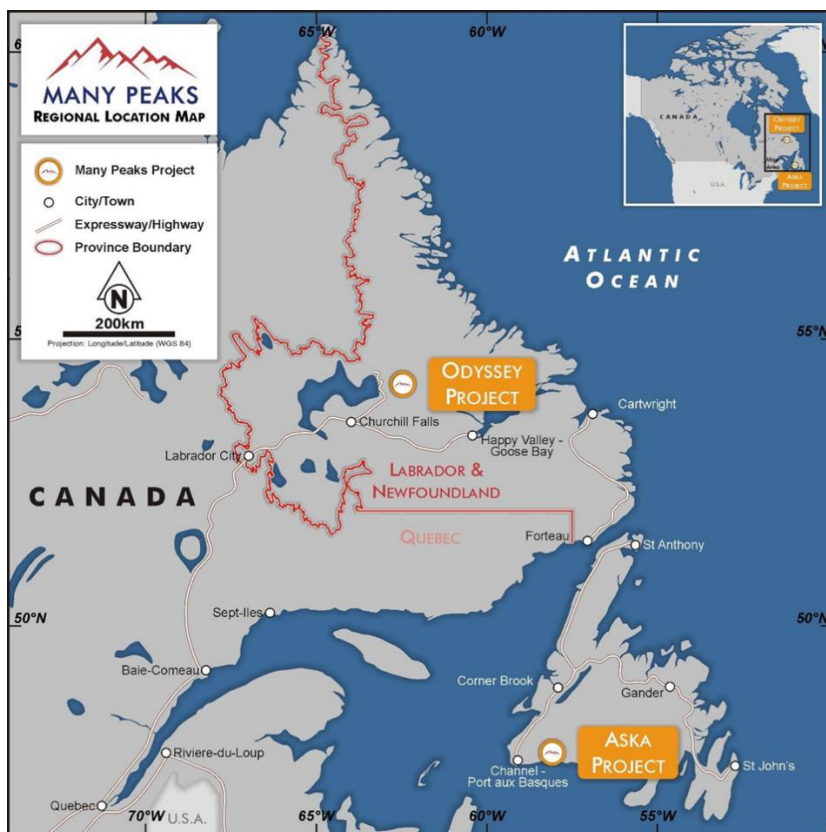 MANY PEAKS
REGIONAL LOCATION MAP
Many Peaks Project
City/Town
Expressway/Highway
Province Boundary
N
200km
Projection: Longitude/Latitude (WGS 84)
65°W
60°W
CANADA
ODYSSEY
PROJECT
ASKA
PROJECT
U.S.A.
ATLANTIC
OCEAN
55°N
55°N
ODYSSEY
PROJECT
Cartwright
Churchill Falls
Happy Valley -
Goose Bay
Labrador City
LABRADOR &
NEWFOUNDLAND
CANADA
QUEBEC
Forteau
St Anthony
50°N
50°N
Sept-Iles
Baie-Comeau
Corner Brook
Gander
ASKA
PROJECT
Riviere-du-Loup
Channel -
Port aux Basques
St John's
Quebec
U.S.A.
70°W
65°W
60°W
55°W